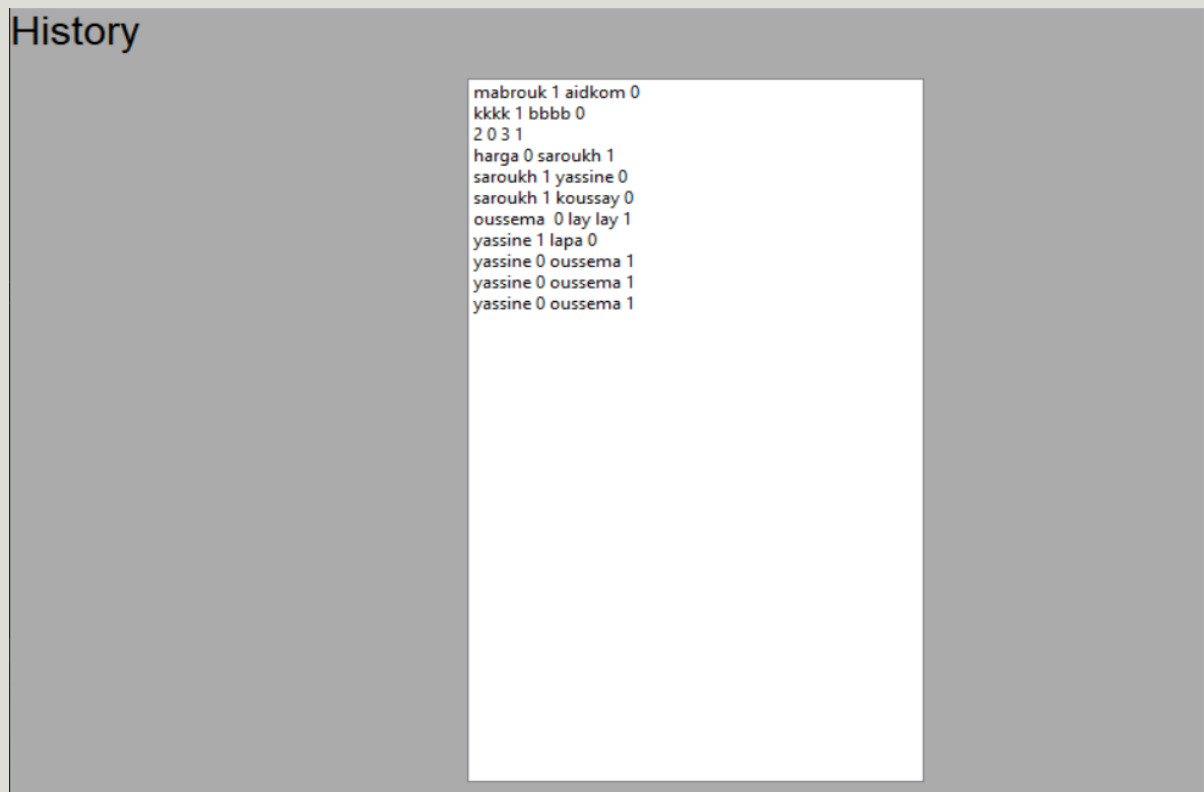 History
mabrouk 1 aidkom 0
kkkk 1 bbbb 0
2 0 3 1
harga 0 saroukh 1
saroukh 1 yassine 0
saroukh 1 koussay 0
oussema  0 lay lay 1
yassine 1 lapa 0
yassine 0 oussema 1
yassine 0 oussema 1
yassine 0 oussema 1